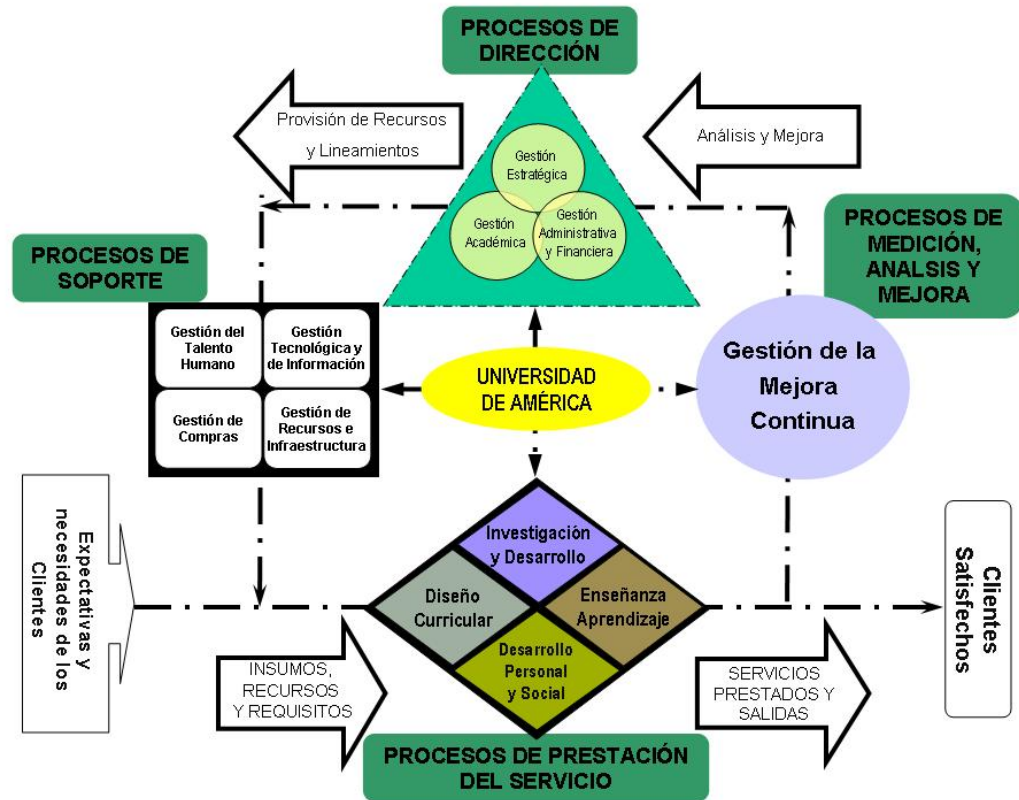 PROCESOS DE
DIRECCIÓN
Provisión de Recursos
y Lineamientos
Análisis y Mejora
Gestión
Estratégica
Gestión
Académica
Gestión
Administrativa
y Financiera
PROCESOS DE
SOPORTE
PROCESOS DE
MEDICIÓN,
ANALSIS Y
MEJORA
Gestión del
Talento
Humano
Gestión
Tecnológica y
de Información
Gestión
de Compras
Gestión de
Recursos e
Infraestructura
UNIVERSIDAD
DE AMÉRICA
Gestión de la
Mejora
Continua
Expectativas y
necesidades de los
Clientes
Investigación
y Desarrollo
Diseño
Curricular
Enseñanza
Aprendizaje
Desarrollo
Personal
y Social
Clientes
Satisfechos
INSUMOS,
RECURSOS
Y REQUISITOS
SERVICIOS
PRESTADOS Y
SALIDAS
PROCESOS DE PRESTACIÓN
DEL SERVICIO